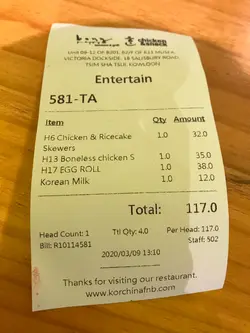 chicken
Unit B8-12 OF B801, B2/F OF K11 MUSEA,
VICTORIA DOCKSIDE, 18 SALISBURY ROAD,
TSIM SHA TSUI, KOWLOON
Entertain
581-TA
Item Qty Amount
H6 Chicken & Ricecake 1.0 32.0
Skewers
H13 Boneless chicken S 1.0 35.0
H17 EGG ROLL 1.0 38.0
Korean Milk 1.0 12.0
Total: 117.0
Head Count: 1 Ttl Qty: 4.0 Per Head: 117.0
Bill: R10114581 Staff: 502
2020/03/09 13:10
Thanks for visiting our restaurant.
www.korchinafnb.com